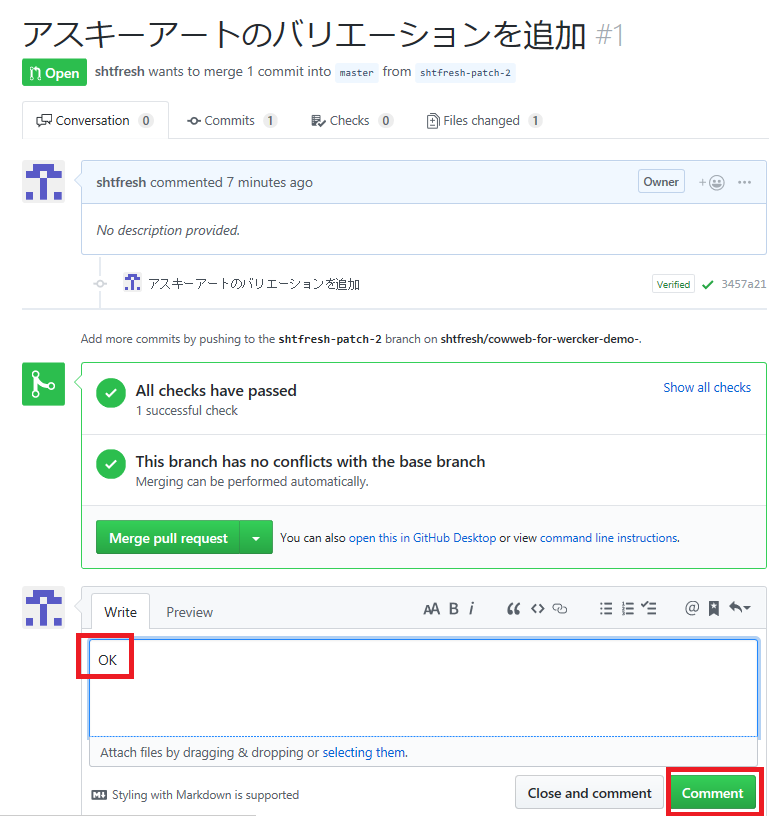 アスキーアートのバリエーションを追加 #1
Open shtfresh wants to merge 1 commit into master from shtfresh-patch-2
Conversation 0 Commits 1 Checks 0 Files changed 1
shtfresh commented 7 minutes ago Owner
No description provided.
アスキーアートのバリエーションを追加 Verified 3457a21
Add more commits by pushing to the shtfresh-patch-2 branch on shtfresh/cowweb-for-wercker-demo-.
All checks have passed Show all checks
1 successful check
This branch has no conflicts with the base branch
Merging can be performed automatically.
Merge pull request You can also open this in GitHub Desktop or view command line instructions.
Write Preview AA B i
OK
Attach files by dragging & dropping or selecting them.
Styling with Markdown is supported Close and comment Comment